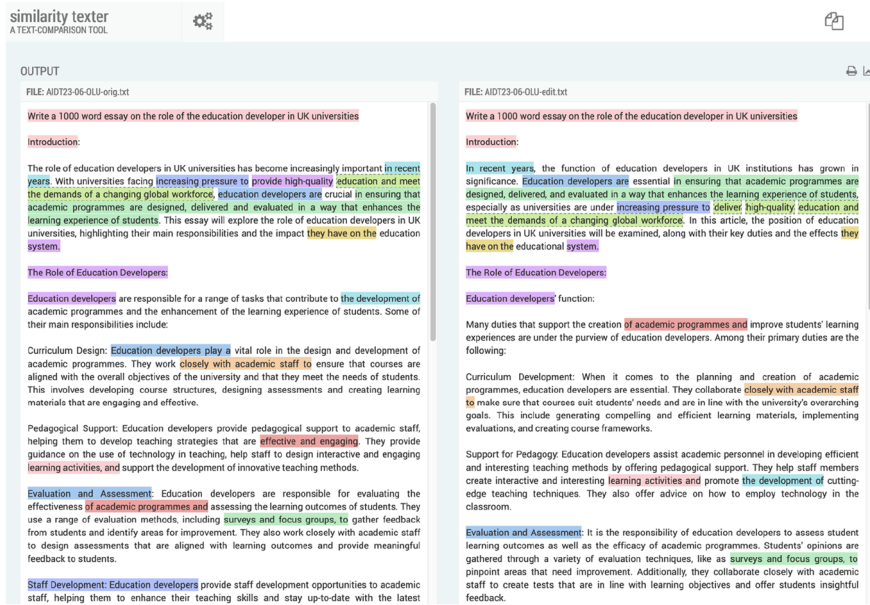 similarity texter
A TEXT-COMPARISON TOOL
OUTPUT
FILE: AIDT23-06-OLU-orig.txt
Write a 1000 word essay on the role of the education developer in UK universities
Introduction:
The role of education developers in UK universities has become increasingly important in recent
years. With universities facing increasing pressure to provide high-quality education and meet
the demands of a changing global workforce, education developers are crucial in ensuring that
academic programmes are designed, delivered and evaluated in a way that enhances the
learning experience of students. This essay will explore the role of education developers in UK
universities, highlighting their main responsibilities and the impact they have on the education
system.
The Role of Education Developers:
Education developers are responsible for a range of tasks that contribute to the development of
academic programmes and the enhancement of the learning experience of students. Some of
their main responsibilities include:
Curriculum Design: Education developers play a vital role in the design and development of
academic programmes. They work closely with academic staff to ensure that courses are
aligned with the overall objectives of the university and that they meet the needs of students.
This involves developing course structures, designing assessments and creating learning
materials that are engaging and effective.
Pedagogical Support: Education developers provide pedagogical support to academic staff,
helping them to develop teaching strategies that are effective and engaging. They provide
guidance on the use of technology in teaching, help staff to design interactive and engaging
learning activities, and support the development of innovative teaching methods.
Evaluation and Assessment: Education developers are responsible for evaluating the
effectiveness of academic programmes and assessing the learning outcomes of students. They
use a range of evaluation methods, including surveys and focus groups, to gather feedback
from students and identify areas for improvement. They also work closely with academic staff
to design assessments that are aligned with learning outcomes and provide meaningful
feedback to students.
Staff Development: Education developers provide staff development opportunities to academic
staff, helping them to enhance their teaching skills and stay up-to-date with the latest
FILE: AIDT23-06-OLU-edit.txt
Write a 1000 word essay on the role of the education developer in UK universities
Introduction:
In recent years, the function of education developers in UK institutions has grown in
significance. Education developers are essential in ensuring that academic programmes are
designed, delivered, and evaluated in a way that enhances the learning experience of students,
especially as universities are under increasing pressure to deliver high-quality education and
meet the demands of a changing global workforce. In this article, the position of education
developers in UK universities will be examined, along with their key duties and the effects they
have on the educational system.
The Role of Education Developers:
Education developers' function:
Many duties that support the creation of academic programmes and improve students' learning
experiences are under the purview of education developers. Among their primary duties are the
following:
Curriculum Development: When it comes to the planning and creation of academic
programmes, education developers are essential. They collaborate closely with academic staff
to make sure that courses suit students' needs and are in line with the university's overarching
goals. This include generating compelling and efficient learning materials, implementing
evaluations, and creating course frameworks.
Support for Pedagogy: Education developers assist academic personnel in developing efficient
and interesting teaching methods by offering pedagogical support. They help staff members
create interactive and interesting learning activities and promote the development of cutting-
edge teaching techniques. They also offer advice on how to employ technology in the
classroom.
Evaluation and Assessment: It is the responsibility of education developers to assess student
learning outcomes as well as the efficacy of academic programmes. Students' opinions are
gathered through a variety of evaluation techniques, like as surveys and focus groups, to
pinpoint areas that need improvement. Additionally, they collaborate closely with academic
staff to create tests that are in line with learning objectives and offer students insightful
feedback.